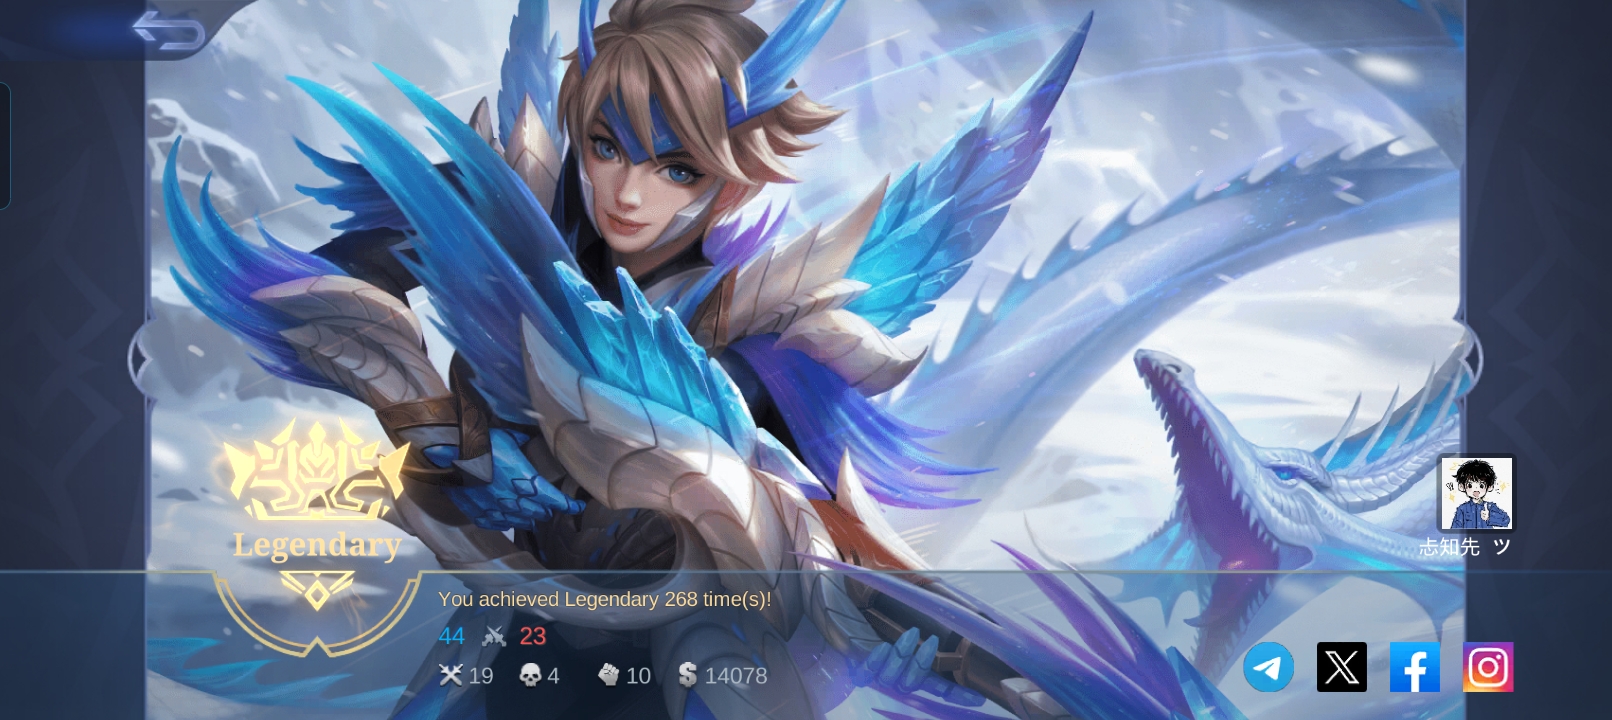 Legendary
You achieved Legendary 268 time(s)!
44 23
19 4 10 14078
忐知先 ツ